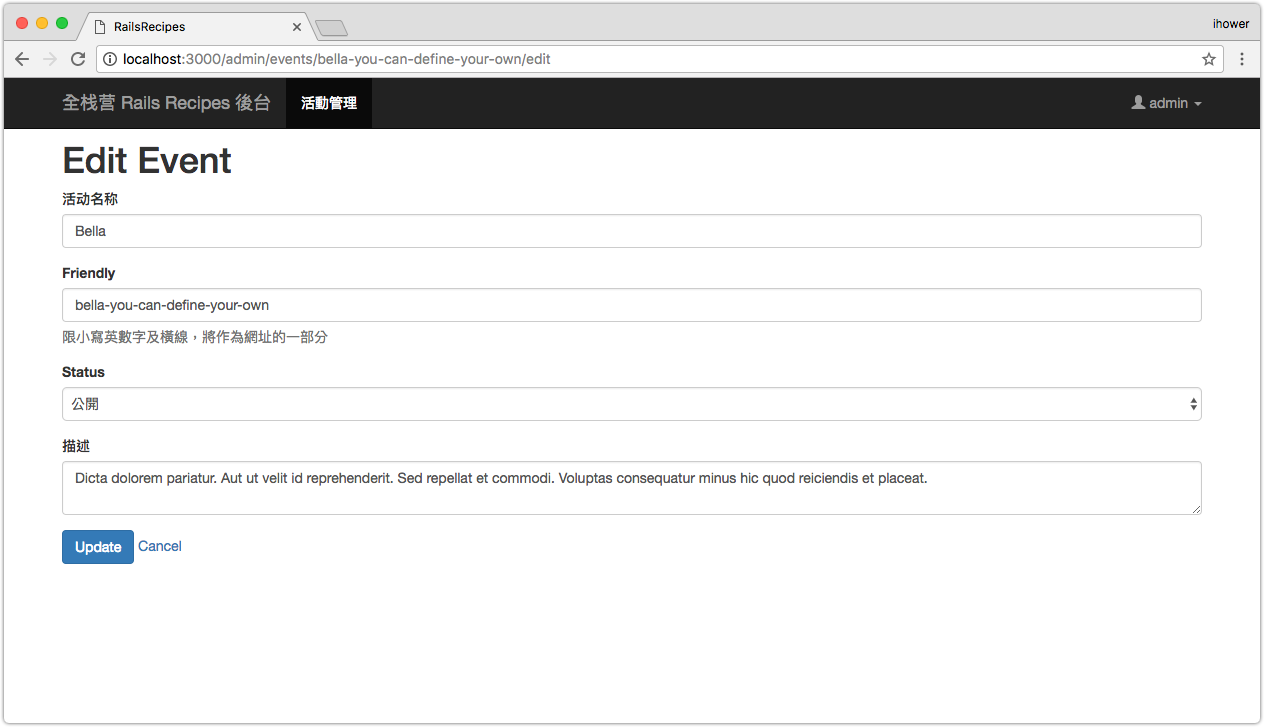 RailsRecipes
ihower
localhost:3000/admin/events/bella-you-can-define-your-own/edit
全栈营 Rails Recipes 後台 活動管理 admin
Edit Event
活动名称
Bella
Friendly
bella-you-can-define-your-own
限小寫英數字及橫線，將作為網址的一部分
Status
公開
描述
Dicta dolorem pariatur. Aut ut velit id reprehenderit. Sed repellat et commodi. Voluptas consequatur minus hic quod reiciendis et placeat.
Update Cancel